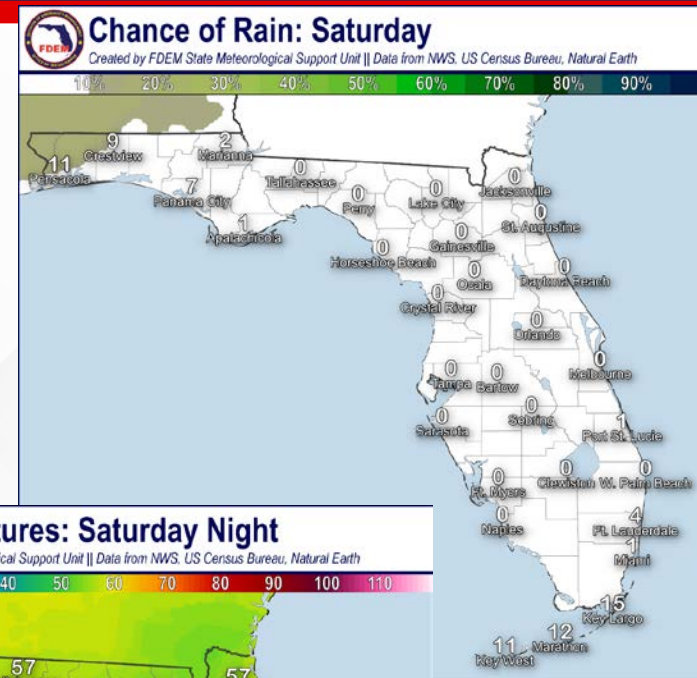 Chance of Rain: Saturday
Created by FDEM State Meteorological Support Unit || Data from NWS, US Census Bureau, Natural Earth
FDEM
10% 20% 30% 40% 50% 60% 70% 80% 90%
9
Crestview
2
Marianna
11
Pensacola
0
Tallahassee
0
Jacksonville
7
Panama City
0
Perry
0
Lake City
1
Apalachicola
0
St. Augustine
0
Gainesville
0
Horseshoe Beach
0
Ocala
0
Daytona Beach
0
Crystal River
0
Orlando
0
Tampa
0
Bartow
0
Melbourne
0
Sarasota
0
Sebring
1
Port St. Lucie
0
Ft. Myers
0
Clewiston
0
W. Palm Beach
0
Naples
4
Ft. Lauderdale
1
Miami
15
Key Largo
12
Marathon
11
Key West
tures: Saturday Night
cal Support Unit || Data from NWS, US Census Bureau, Natural Earth
40 50 60 70 80 90 100 110
57
57